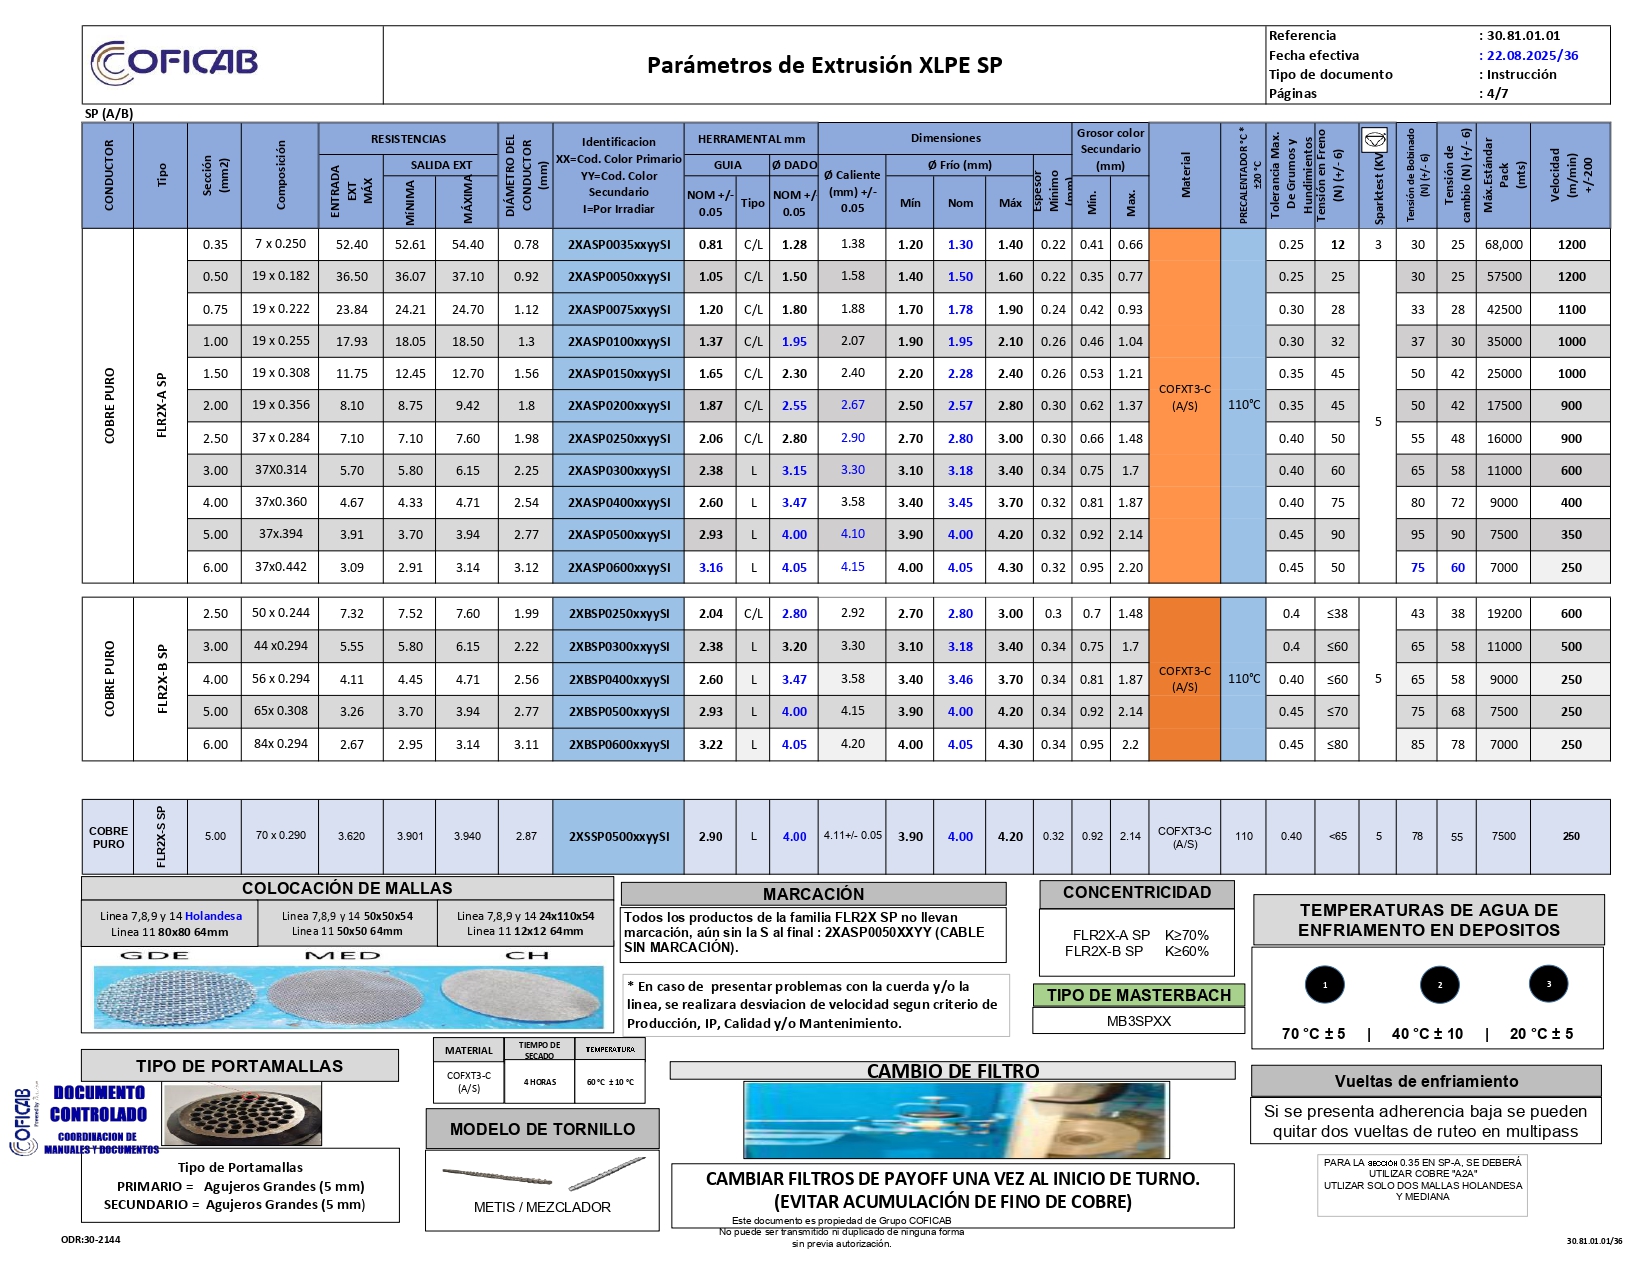 COFICAB
Parámetros de Extrusión XLPE SP
Referencia : 30.81.01.01
Fecha efectiva : 22.08.2025/36
Tipo de documento : Instrucción
Páginas : 4/7
SP (A/B)
CONDUCTOR
Tipo
Sección (mm2)
Composición
RESISTENCIAS
ENTRADA EXT MÁX
SALIDA EXT
MíNIMA
MÁXIMA
DIÁMETRO DEL CONDUCTOR (mm)
Identificacion
XX=Cod. Color Primario
YY=Cod. Color
Secundario
I=Por Irradiar
HERRAMENTAL mm
GUIA
Ø DADO
NOM +/- 0.05
Tipo
NOM +/- 0.05
Dimensiones
Ø Caliente (mm) +/- 0.05
Ø Frío (mm)
Mín
Nom
Máx
Espesor Minimo (mm)
Grosor color Secundario (mm)
Mín.
Max.
Material
PRECALENTADOR °C * ±20 °C
Tolerancia Max. De Grumos y Hundimientos
Tensión en Freno (N) (+/- 6)
Sparktest (KV
Tensión de Bobinado (N) (+/- 6)
Tensión de cambio (N) (+/- 6)
Máx.Estándar Pack (mts)
Velocidad (m/min) +/-200
COBRE PURO
FLR2X-A SP
0.35 7 x 0.250 52.40 52.61 54.40 0.78 2XASP0035xxyySI 0.81 C/L 1.28 1.38 1.20 1.30 1.40 0.22 0.41 0.66 0.25 12 3 30 25 68,000 1200
0.50 19 x 0.182 36.50 36.07 37.10 0.92 2XASP0050xxyySI 1.05 C/L 1.50 1.58 1.40 1.50 1.60 0.22 0.35 0.77 0.25 25 30 25 57500 1200
0.75 19 x 0.222 23.84 24.21 24.70 1.12 2XASP0075xxyySI 1.20 C/L 1.80 1.88 1.70 1.78 1.90 0.24 0.42 0.93 0.30 28 33 28 42500 1100
1.00 19 x 0.255 17.93 18.05 18.50 1.3 2XASP0100xxyySI 1.37 C/L 1.95 2.07 1.90 1.95 2.10 0.26 0.46 1.04 0.30 32 37 30 35000 1000
1.50 19 x 0.308 11.75 12.45 12.70 1.56 2XASP0150xxyySI 1.65 C/L 2.30 2.40 2.20 2.28 2.40 0.26 0.53 1.21 0.35 45 50 42 25000 1000
2.00 19 x 0.356 8.10 8.75 9.42 1.8 2XASP0200xxyySI 1.87 C/L 2.55 2.67 2.50 2.57 2.80 0.30 0.62 1.37 COFXT3-C (A/S) 110°C 0.35 45 50 42 17500 900
2.50 37 x 0.284 7.10 7.10 7.60 1.98 2XASP0250xxyySI 2.06 C/L 2.80 2.90 2.70 2.80 3.00 0.30 0.66 1.48 0.40 50 5 55 48 16000 900
3.00 37X0.314 5.70 5.80 6.15 2.25 2XASP0300xxyySI 2.38 L 3.15 3.30 3.10 3.18 3.40 0.34 0.75 1.7 0.40 60 65 58 11000 600
4.00 37x0.360 4.67 4.33 4.71 2.54 2XASP0400xxyySI 2.60 L 3.47 3.58 3.40 3.45 3.70 0.32 0.81 1.87 0.40 75 80 72 9000 400
5.00 37x.394 3.91 3.70 3.94 2.77 2XASP0500xxyySI 2.93 L 4.00 4.10 3.90 4.00 4.20 0.32 0.92 2.14 0.45 90 95 90 7500 350
6.00 37x0.442 3.09 2.91 3.14 3.12 2XASP0600xxyySI 3.16 L 4.05 4.15 4.00 4.05 4.30 0.32 0.95 2.20 0.45 50 75 60 7000 250
COBRE PURO
FLR2X-B SP
2.50 50 x 0.244 7.32 7.52 7.60 1.99 2XBSP0250xxyySI 2.04 C/L 2.80 2.92 2.70 2.80 3.00 0.3 0.7 1.48 0.4 ≤38 43 38 19200 600
3.00 44 x0.294 5.55 5.80 6.15 2.22 2XBSP0300xxyySI 2.38 L 3.20 3.30 3.10 3.18 3.40 0.34 0.75 1.7 0.4 ≤60 65 58 11000 500
4.00 56 x 0.294 4.11 4.45 4.71 2.56 2XBSP0400xxyySI 2.60 L 3.47 3.58 3.40 3.46 3.70 0.34 0.81 1.87 COFXT3-C (A/S) 110°C 0.40 ≤60 5 65 58 9000 250
5.00 65x 0.308 3.26 3.70 3.94 2.77 2XBSP0500xxyySI 2.93 L 4.00 4.15 3.90 4.00 4.20 0.34 0.92 2.14 0.45 ≤70 75 68 7500 250
6.00 84x 0.294 2.67 2.95 3.14 3.11 2XBSP0600xxyySI 3.22 L 4.05 4.20 4.00 4.05 4.30 0.34 0.95 2.2 0.45 ≤80 85 78 7000 250
COBRE PURO FLR2X-S SP 5.00 70 x 0.290 3.620 3.901 3.940 2.87 2XSSP0500xxyySI 2.90 L 4.00 4.11+/- 0.05 3.90 4.00 4.20 0.32 0.92 2.14 COFXT3-C (A/S) 110 0.40 <65 5 78 55 7500 250
COLOCACIÓN DE MALLAS
Linea 7,8,9 y 14 Holandesa
Linea 11 80x80 64mm
Linea 7,8,9 y 14 50x50x54
Linea 11 50x50 64mm
Linea 7,8,9 y 14 24x110x54
Linea 11 12x12 64mm
GDE MED CH
MARCACIÓN
Todos los productos de la familia FLR2X SP no llevan
marcación, aún sin la S al final : 2XASP0050XXYY (CABLE
SIN MARCACIÓN).
* En caso de presentar problemas con la cuerda y/o la
linea, se realizara desviacion de velocidad segun criterio de
Producción, IP, Calidad y/o Mantenimiento.
CONCENTRICIDAD
FLR2X-A SP K≥70%
FLR2X-B SP K≥60%
TIPO DE MASTERBACH
MB3SPXX
TEMPERATURAS DE AGUA DE
ENFRIAMIENTO EN DEPOSITOS
1 2 3
70 °C ± 5 | 40 °C ± 10 | 20 °C ± 5
TIPO DE PORTAMALLAS
COFICAB
DOCUMENTO
CONTROLADO
COORDINACION DE
MANUALES Y DOCUMENTOS
Tipo de Portamallas
PRIMARIO = Agujeros Grandes (5 mm)
SECUNDARIO = Agujeros Grandes (5 mm)
MATERIAL TIEMPO DE SECADO TEMPERATURA
COFXT3-C (A/S) 4 HORAS 60 °C ± 10 °C
MODELO DE TORNILLO
METIS / MEZCLADOR
CAMBIO DE FILTRO
CAMBIAR FILTROS DE PAYOFF UNA VEZ AL INICIO DE TURNO.
(EVITAR ACUMULACIÓN DE FINO DE COBRE)
Vueltas de enfriamiento
Si se presenta adherencia baja se pueden
quitar dos vueltas de ruteo en multipass
PARA LA SECCIÓN 0.35 EN SP-A, SE DEBERÁ
UTILIZAR COBRE "A2A"
UTLIZAR SOLO DOS MALLAS HOLANDESA
Y MEDIANA
Este documento es propiedad de Grupo COFICAB
No puede ser transmitido ni duplicado de ninguna forma
sin previa autorización.
ODR:30-2144
30.81.01.01/36